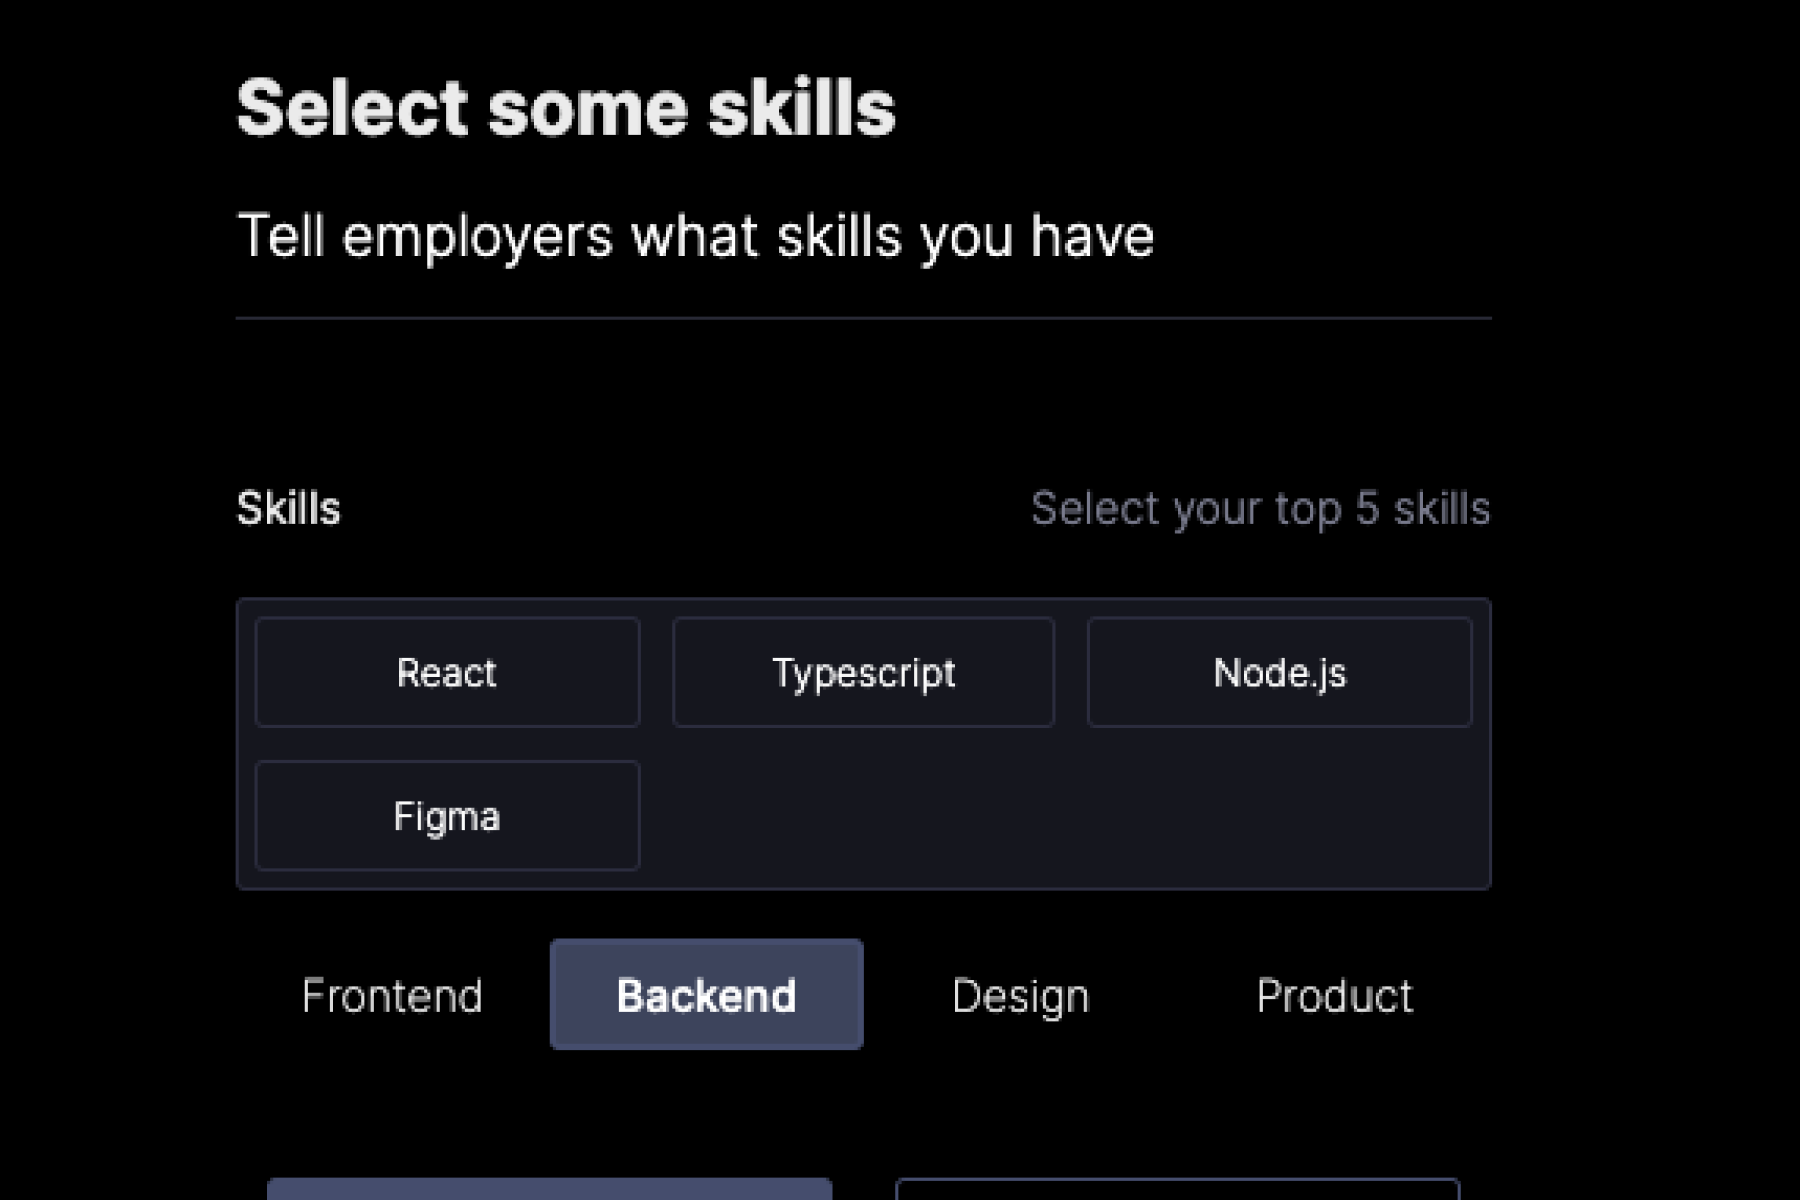 Select some skills
Tell employers what skills you have
Skills
Select your top 5 skills
React
Typescript
Node.js
Figma
Frontend
Backend
Design
Product